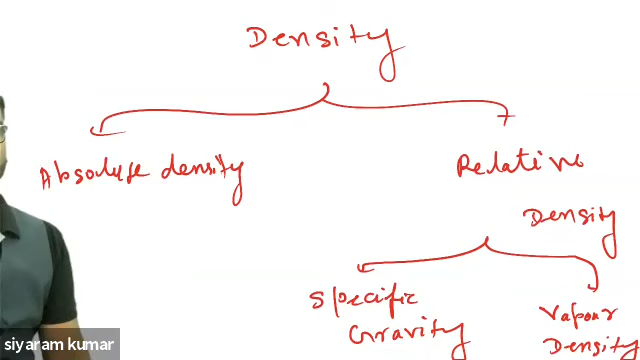 Density
Absolute density
Relative
Density
Specific
Gravity
Vapour
Density
siyaram kumar